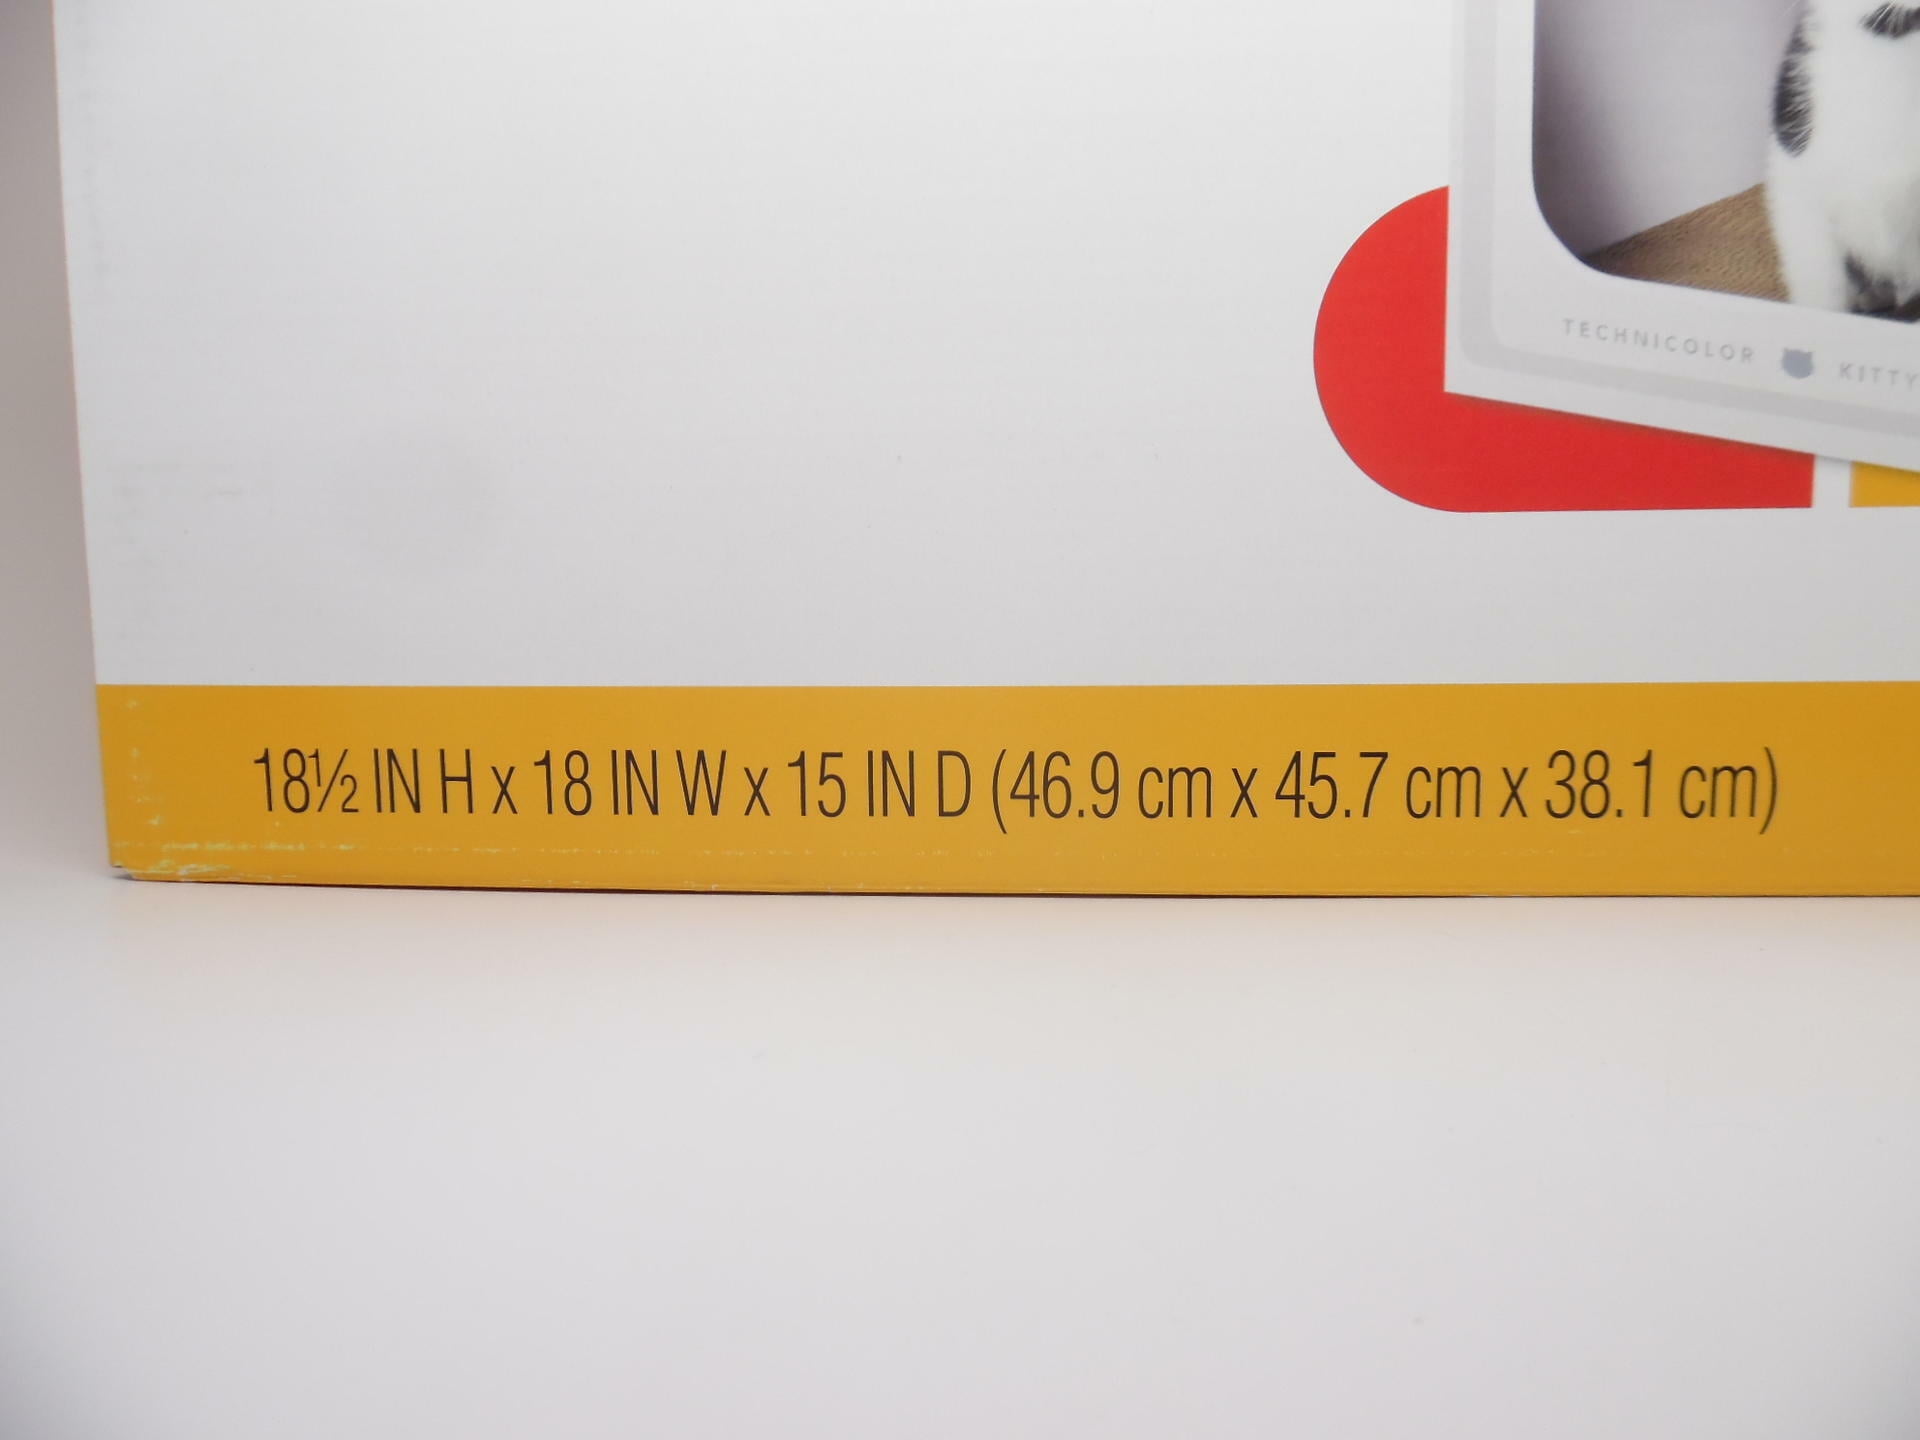 TECHNICOLOR KITTY
18½ IN H x 18 IN W x 15 IN D (46.9 cm x 45.7 cm x 38.1 cm)